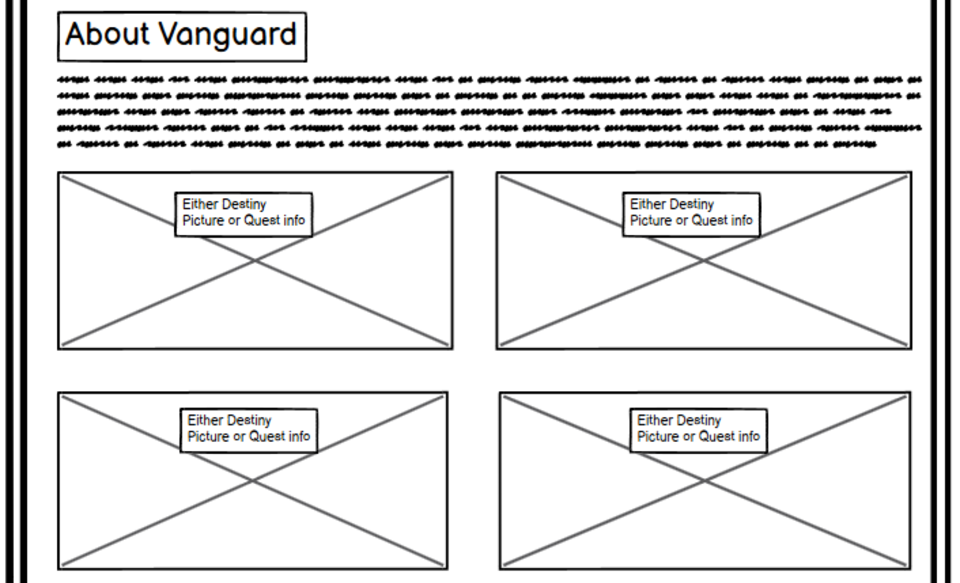 About Vanguard
Either Destiny
Picture or Quest info
Either Destiny
Picture or Quest info
Either Destiny
Picture or Quest info
Either Destiny
Picture or Quest info